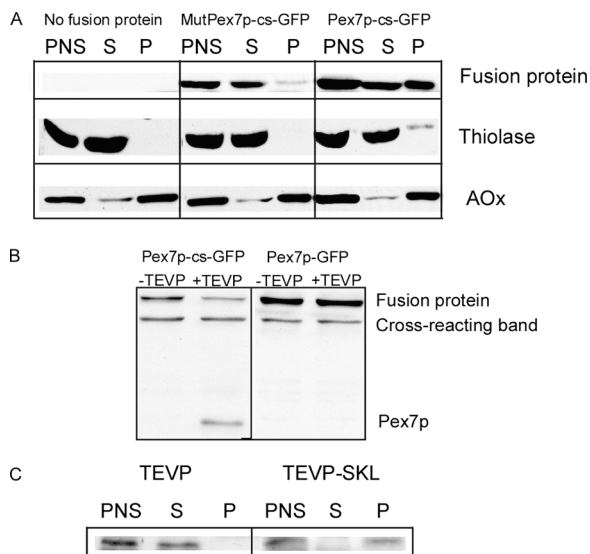 A
No fusion protein MutPex7p-cs-GFP Pex7p-cs-GFP
PNS S P PNS S P PNS S P
Fusion protein
Thiolase
AOx
B
Pex7p-cs-GFP Pex7p-GFP
-TEVP +TEVP -TEVP +TEVP
Fusion protein
Cross-reacting band
Pex7p
C
TEVP TEVP-SKL
PNS S P PNS S P